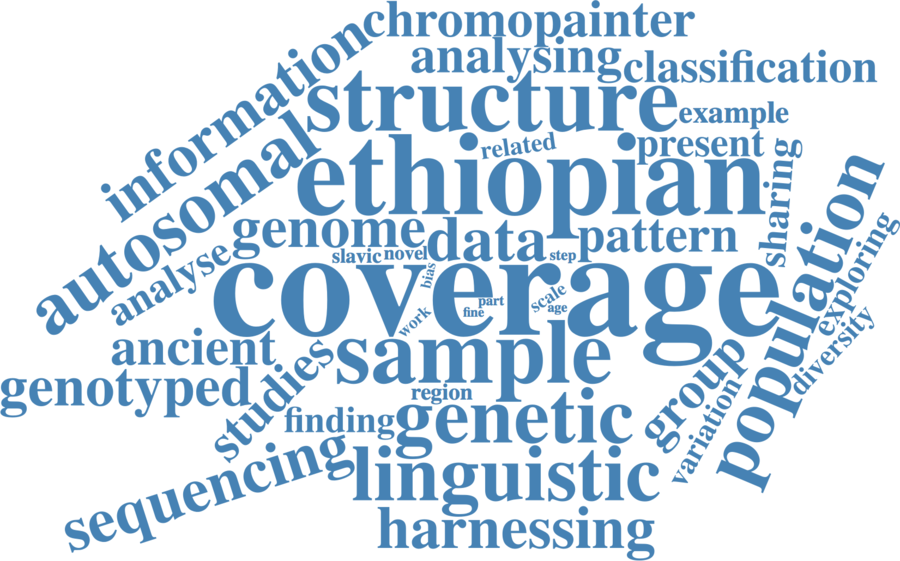 chromopainter
analysing
classification
information
structure
example
related
present
autosomal
ethiopian
sharing
genome
data
pattern
population
exploring
analyse
slavic
novel
step
bias
coverage
scale
part
age
fine
work
diversity
ancient
sample
genotyped
studies
region
group
variation
finding
genetic
sequencing
linguistic
harnessing